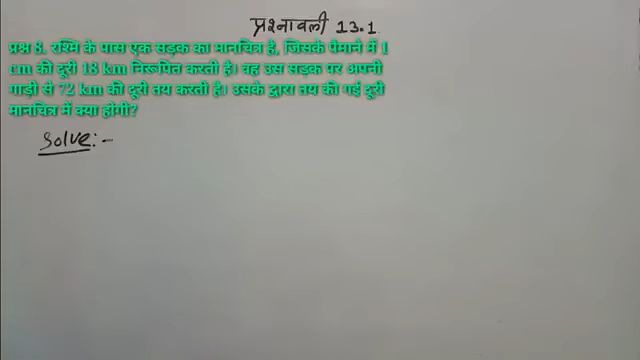 प्रश्नावली 13.1
प्रश्न 8. रश्मि के पास एक सड़क का मानचित्र है, जिसके पैमाने में 1
cm की दूरी 18 km निरूपित करती है। वह उस सड़क पर अपनी
गाड़ी से 72 km की दूरी तय करती है। उसके द्वारा तय की गई दूरी
मानचित्र में क्या होगी?
Solve:-